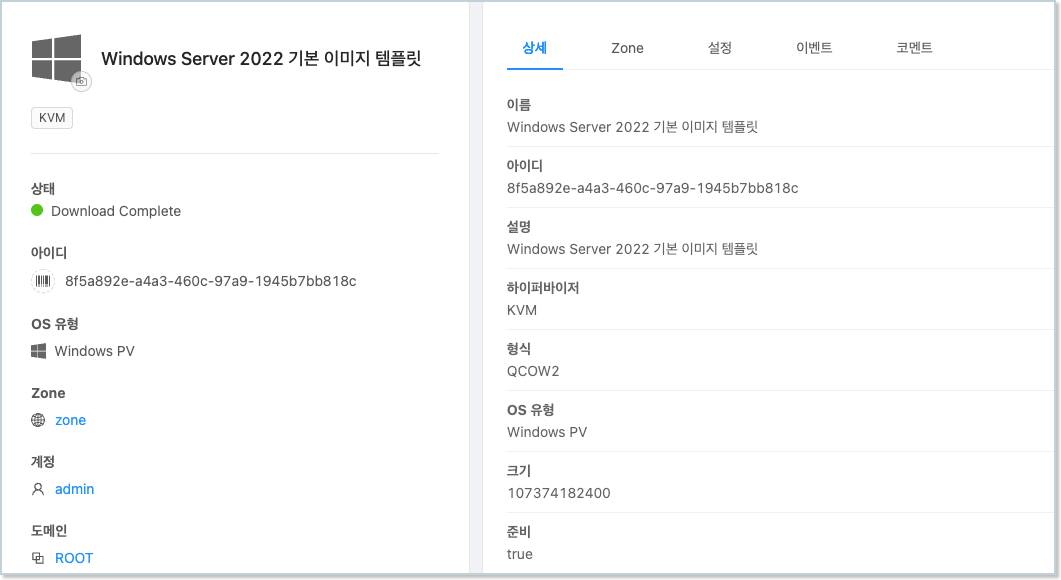 Windows Server 2022 기본 이미지 템플릿
KVM
상태
Download Complete
아이디
8f5a892e-a4a3-460c-97a9-1945b7bb818c
OS 유형
Windows PV
Zone
zone
계정
admin
도메인
ROOT
상세 Zone 설정 이벤트 코멘트
이름
Windows Server 2022 기본 이미지 템플릿
아이디
8f5a892e-a4a3-460c-97a9-1945b7bb818c
설명
Windows Server 2022 기본 이미지 템플릿
하이퍼바이저
KVM
형식
QCOW2
OS 유형
Windows PV
크기
107374182400
준비
true